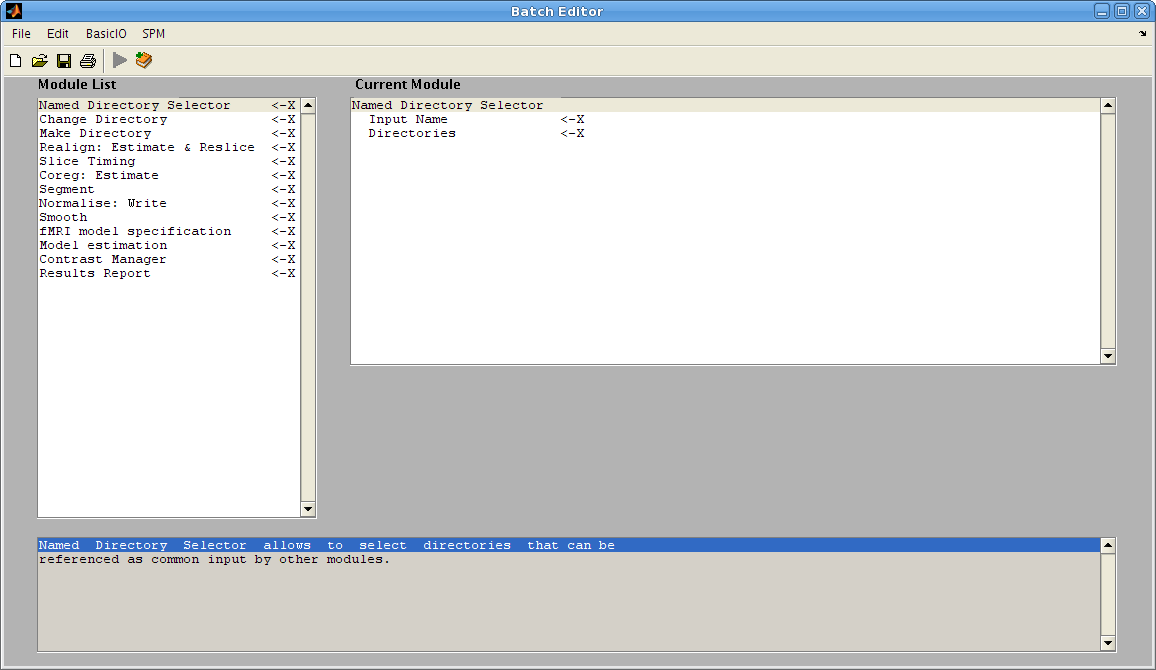 Batch Editor
File Edit BasicIO SPM
Module List
Named Directory Selector <-X
Change Directory <-X
Make Directory <-X
Realign: Estimate & Reslice <-X
Slice Timing <-X
Coreg: Estimate <-X
Segment <-X
Normalise: Write <-X
Smooth <-X
fMRI model specification <-X
Model estimation <-X
Contrast Manager <-X
Results Report <-X
Current Module
Named Directory Selector
Input Name <-X
Directories <-X
Named Directory Selector allows to select directories that can be
referenced as common input by other modules.